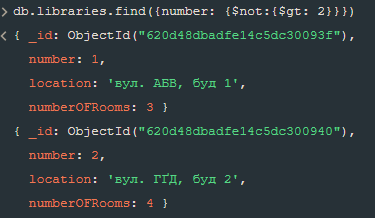 > db.libraries.find({number: {$not:{$gt: 2}}})
< { _id: ObjectId("620d48dbadfe14c5dc30093f"),
number: 1,
location: 'вул. АБВ, буд 1',
numberOFRooms: 3 }
{ _id: ObjectId("620d48dbadfe14c5dc300940"),
number: 2,
location: 'вул. ГҐД, буд 2',
numberOFRooms: 4 }